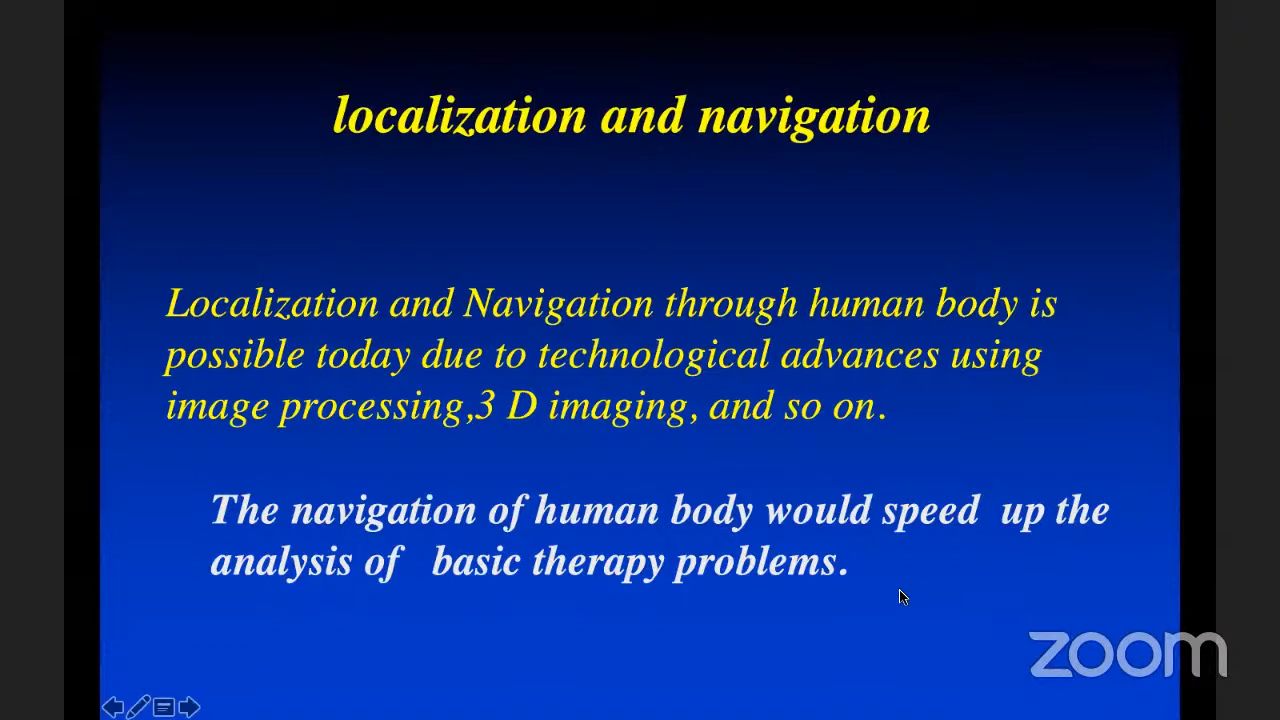 localization and navigation
Localization and Navigation through human body is
possible today due to technological advances using
image processing,3 D imaging, and so on.
The navigation of human body would speed  up the
analysis of   basic therapy problems.
zoom